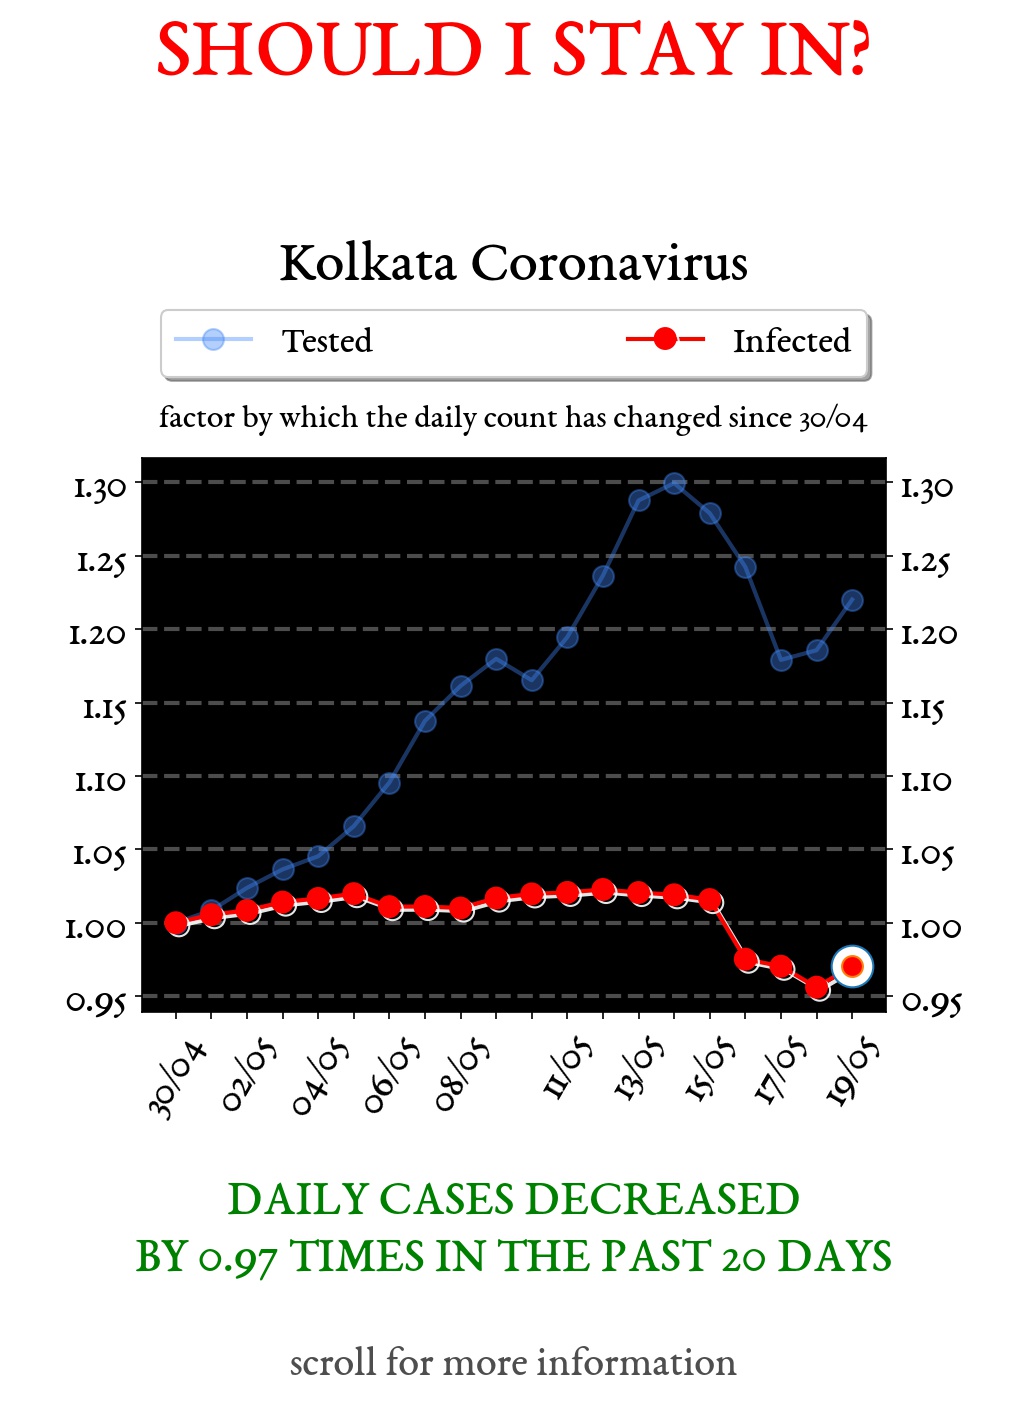 SHOULD I STAY IN?
Kolkata Coronavirus
Tested Infected
factor by which the daily count has changed since 30/04
1.30 1.30
1.25 1.25
1.20 1.20
1.15 1.15
1.10 1.10
1.05 1.05
1.00 1.00
0.95 0.95
30/04 02/05 04/05 06/05 08/05 11/05 13/05 15/05 17/05 19/05
DAILY CASES DECREASED
BY 0.97 TIMES IN THE PAST 20 DAYS
scroll for more information